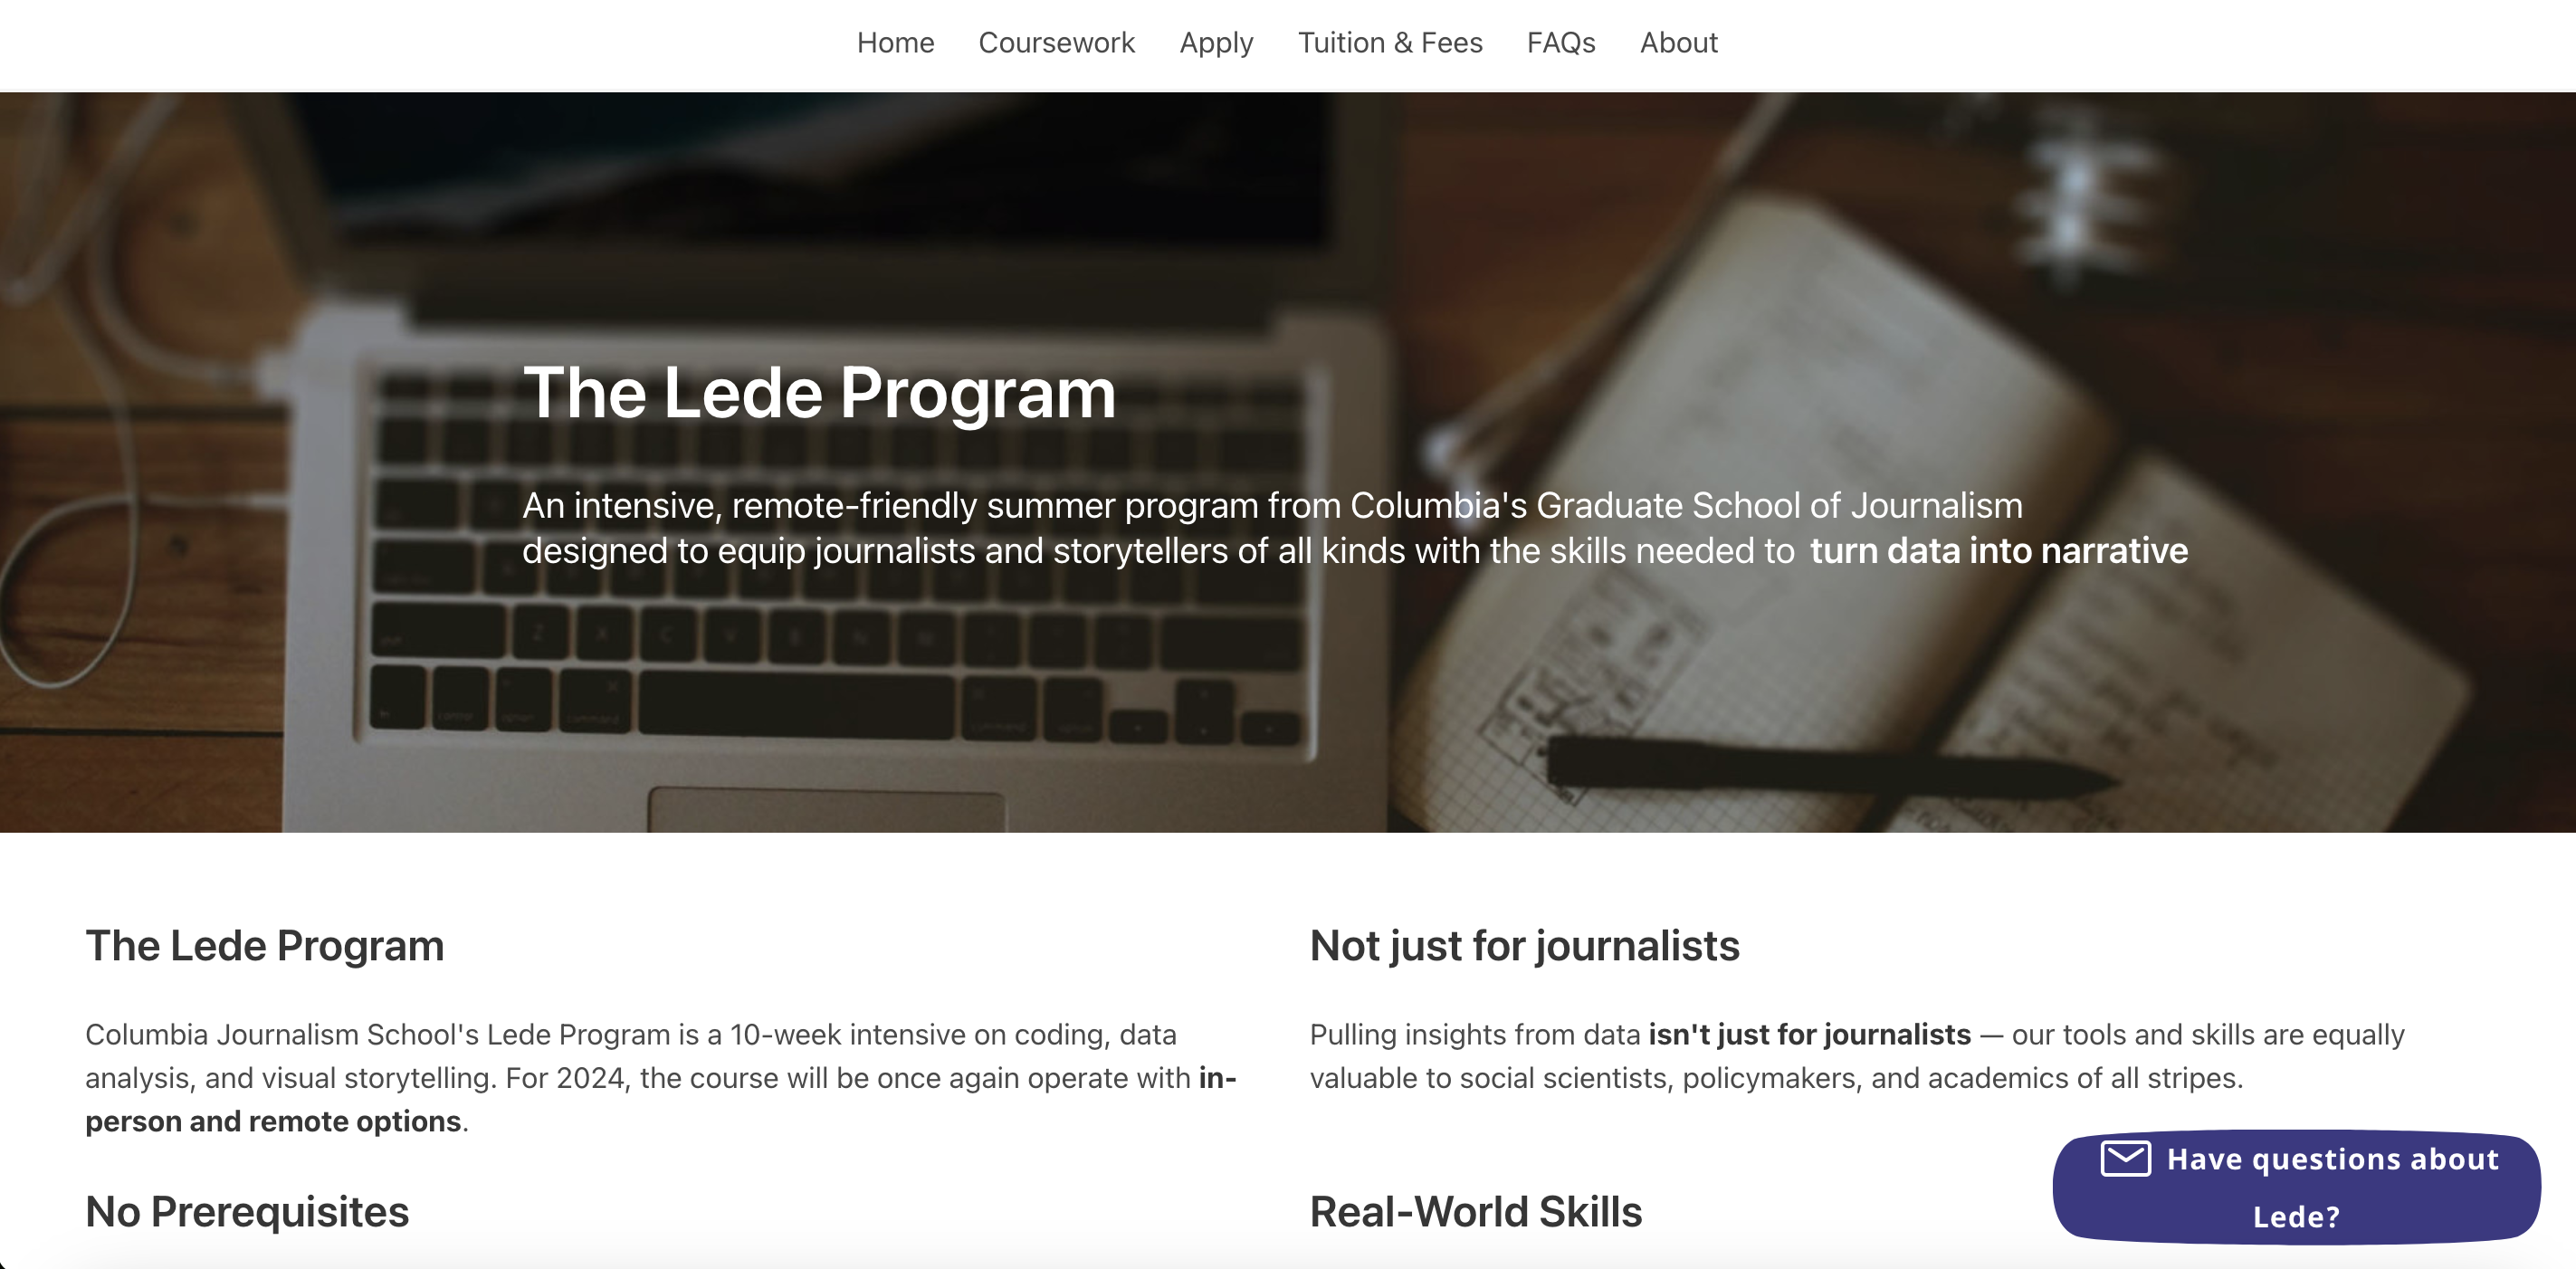 Home Coursework Apply Tuition & Fees FAQs About
The Lede Program
An intensive, remote-friendly summer program from Columbia's Graduate School of Journalism
designed to equip journalists and storytellers of all kinds with the skills needed to turn data into narrative
The Lede Program
Columbia Journalism School's Lede Program is a 10-week intensive on coding, data
analysis, and visual storytelling. For 2024, the course will be once again operate with in-
person and remote options.
No Prerequisites
Not just for journalists
Pulling insights from data isn't just for journalists — our tools and skills are equally
valuable to social scientists, policymakers, and academics of all stripes.
Real-World Skills
Have questions about
Lede?